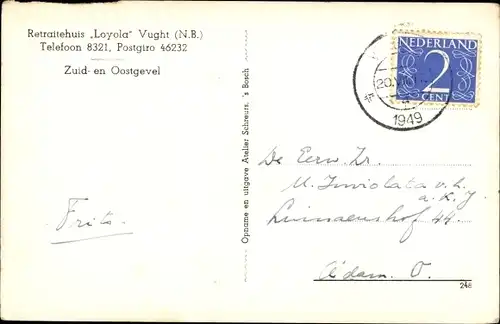 Retraitehuis „Loyola" Vught (N.B.)
Telefoon 8321, Postgiro 46232
Zuid- en Oostgevel
NEDERLAND
2
CENT
20.V
1949
Opname en uitgave Atelier Schreurs, 's Bosch
De Eerw. Zr.
M. Inviolata v.h.
a.k.J
44
A'dam. O.
Frits
248